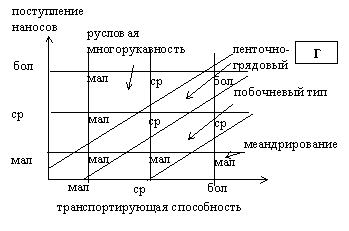 поступление
наносов
русловая
многорукавность
ленточно-
грядовый
Г
бол
мал
ср
бол
побочневый тип
ср
мал
ср
ср
меандрирование
мал
мал
мал
ср
мал
мал
ср
бол
транспортирующая способность